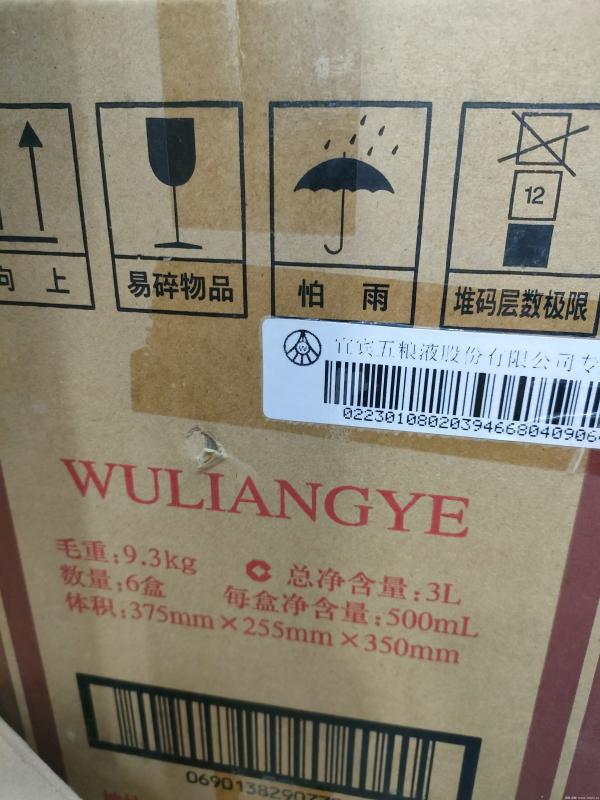 12
向 上
易碎物品
怕 雨
堆码层数极限
宜宾五粮液股份有限公司专
022301080203946680409064
WULIANGYE
毛重:9.3kg 总净含量:3L
数量:6盒 每盒净含量:500mL
体积:375mm×255mm×350mm